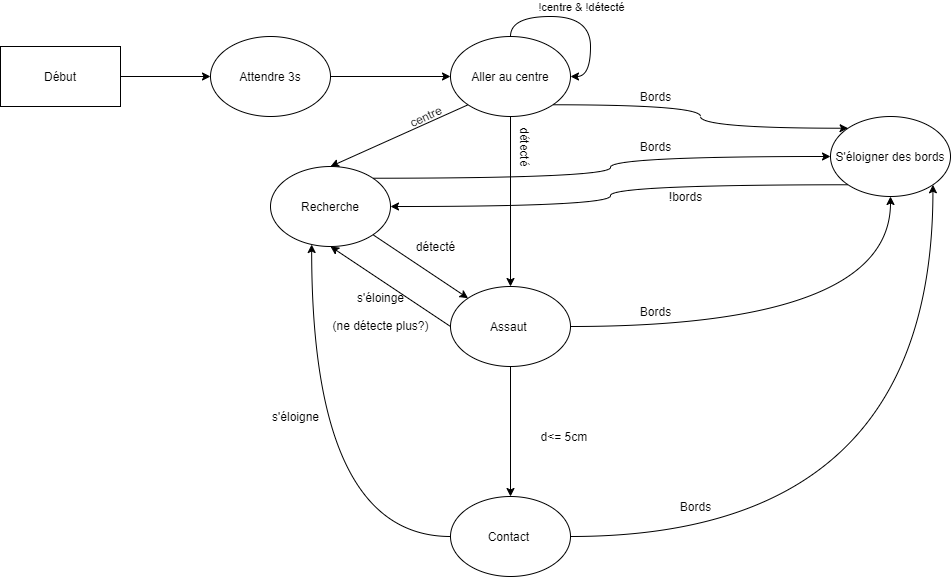 !centre & !détecté
Début
Attendre 3s
Aller au centre
Bords
centre
détecté
Bords
S'éloigner des bords
!bords
Recherche
détecté
s'éloinge
(ne détecte plus?)
Assaut
Bords
s'éloigne
d<= 5cm
Bords
Contact